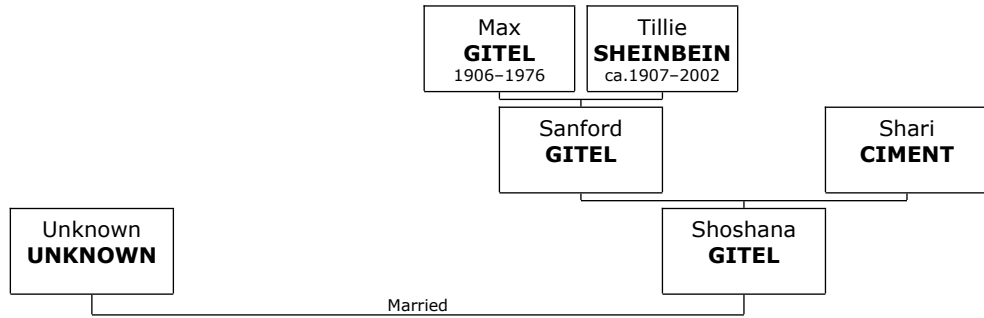 Max
GITEL
1906–1976
Tillie
SHEINBEIN
ca.1907–2002
Sanford
GITEL
Shari
CIMENT
Unknown
UNKNOWN
Shoshana
GITEL
Married